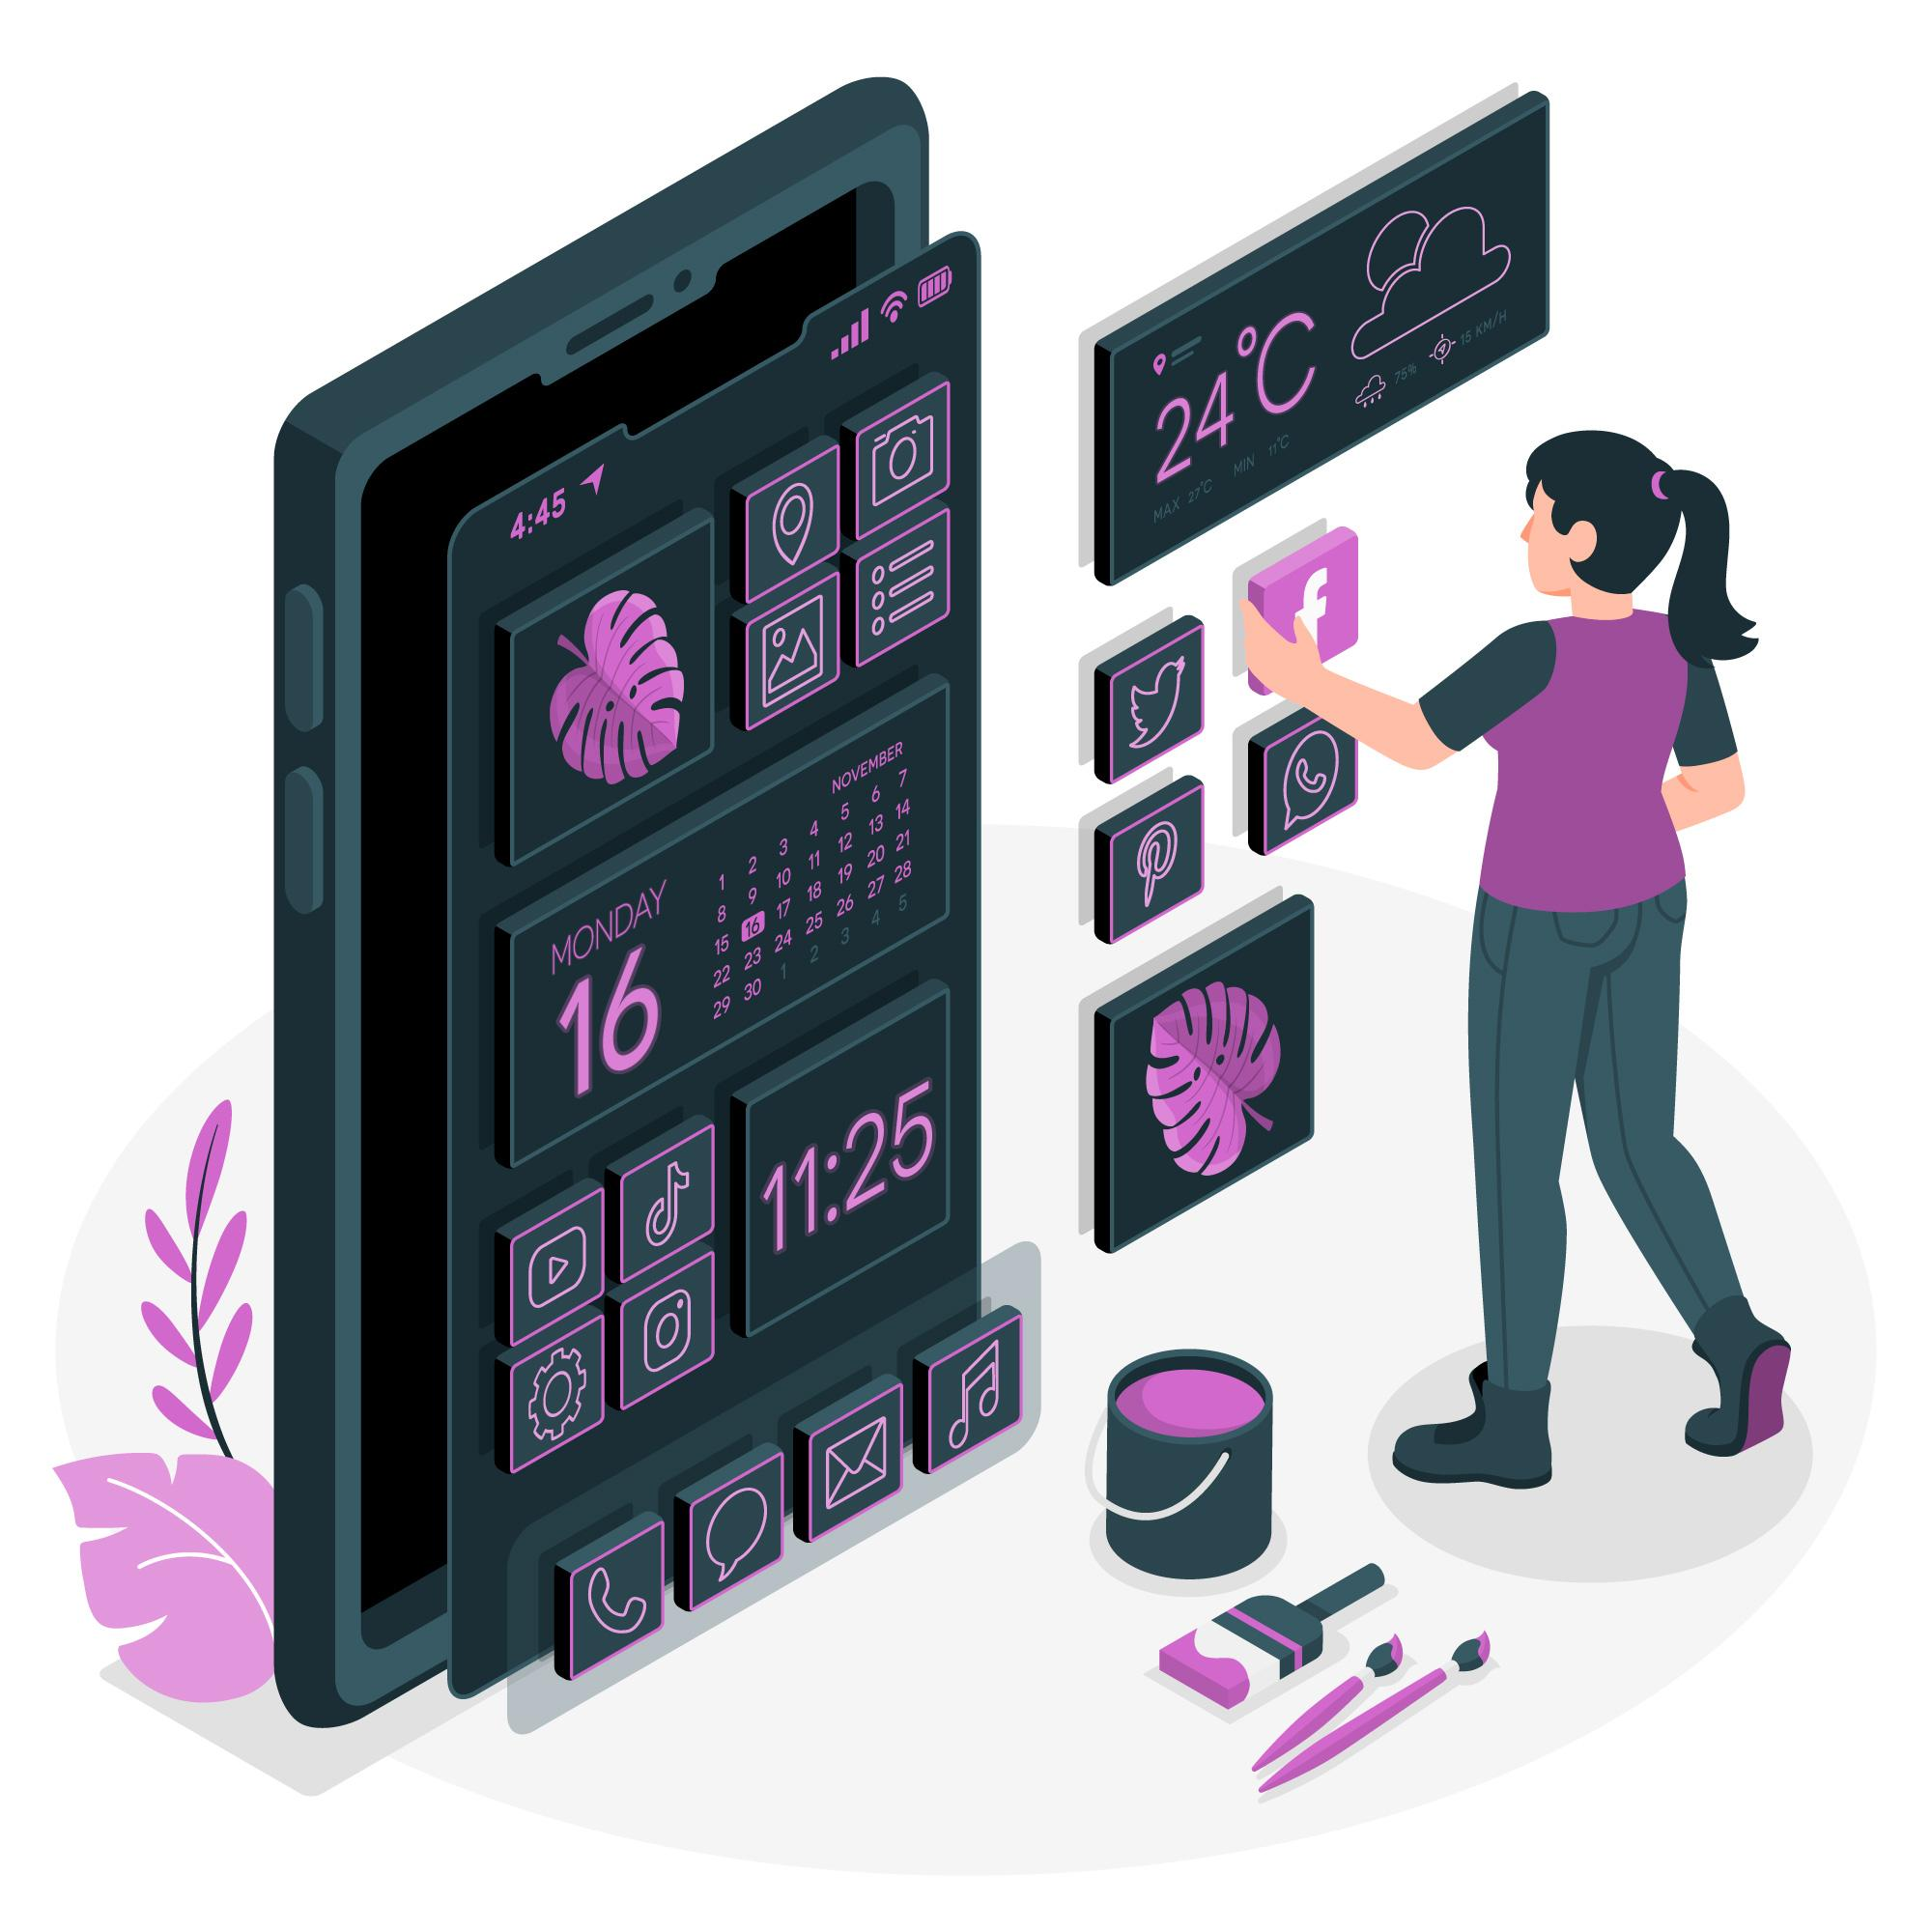 4:45
NOVEMBER
1 2 3 4 5 6 7
8 9 10 11 12 13 14
15 16 17 18 19 20 21
22 23 24 25 26 27 28
29 30 1 2 3 4 5
MONDAY
16
11:25
24°C
MAX 27°C MIN 11°C
75% 15 KM/H
f